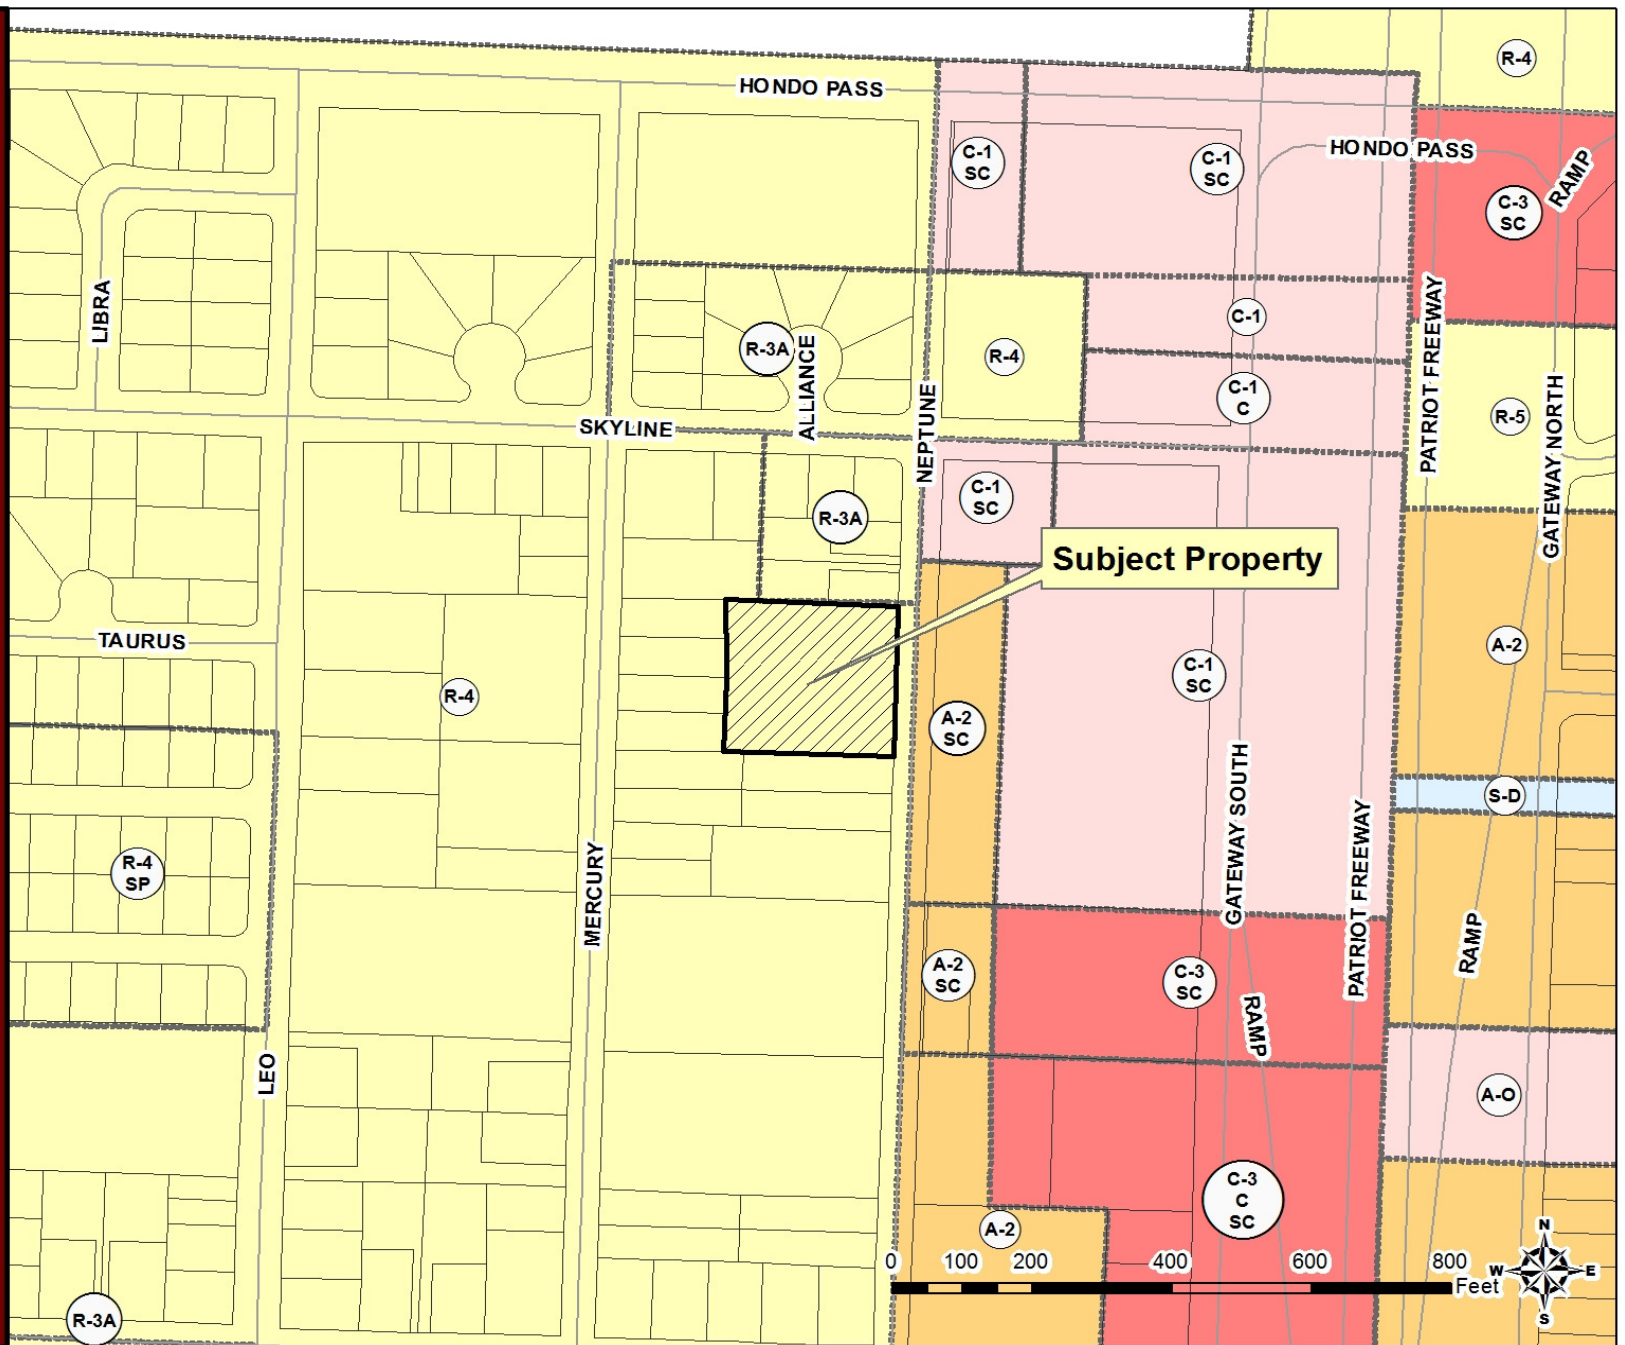 R-4
HONDO PASS
HONDO PASS
RAMP
C-1
SC
C-1
SC
C-3
SC
LIBRA
C-1
R-3A
ALLIANCE
R-4
PATRIOT FREEWAY
C-1
C
NEPTUNE
R-5
GATEWAY NORTH
SKYLINE
C-1
SC
R-3A
Subject Property
TAURUS
A-2
C-1
SC
R-4
A-2
SC
S-D
GATEWAY SOUTH
PATRIOT FREEWAY
R-4
SP
MERCURY
RAMP
A-2
SC
C-3
SC
RAMP
LEO
A-O
C-3
C
SC
A-2
N
W
E
S
0 100 200 400 600 800
Feet
R-3A